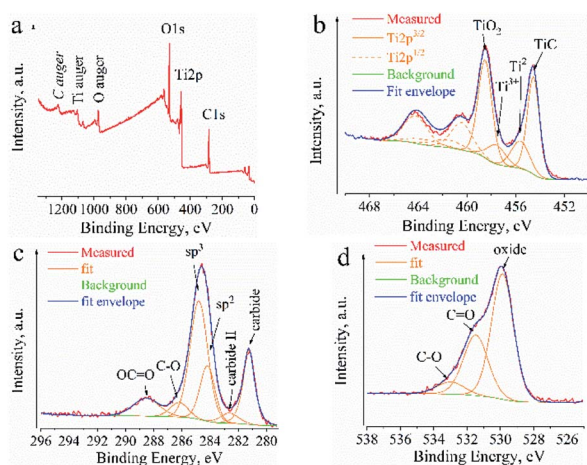 a
O1s
Ti2p
C1s
C auger
Ti auger
O auger
Intensity, a.u.
1200 1000 800 600 400 200 0
Binding Energy, eV
b
Measured
Ti2p3/2
Ti2p1/2
Background
Fit envelope
TiO2
Ti3+
Ti2
TiC
Intensity, a.u.
468 464 460 456 452
Binding Energy, eV
c
Measured
fit
Background
fit envelope
sp3
sp2
carbide II
carbide
OC=O
C-O
Intensity, a.u.
296 294 292 290 288 286 284 282 280
Binding Energy, eV
d
Measured
fit
Background
fit envelope
oxide
C=O
C-O
Intensity, a.u.
538 536 534 532 530 528 526
Binding Energy, eV